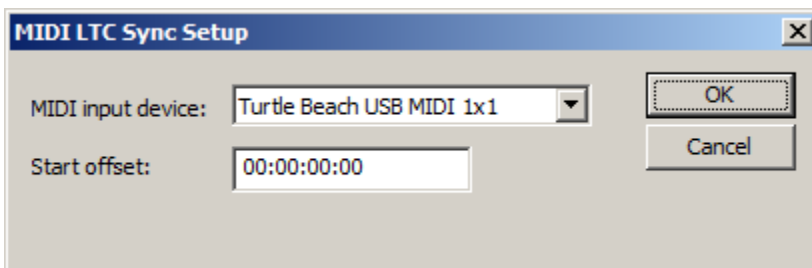 MIDI LTC Sync Setup
MIDI input device: Turtle Beach USB MIDI 1x1 OK
Cancel
Start offset: 00:00:00:00